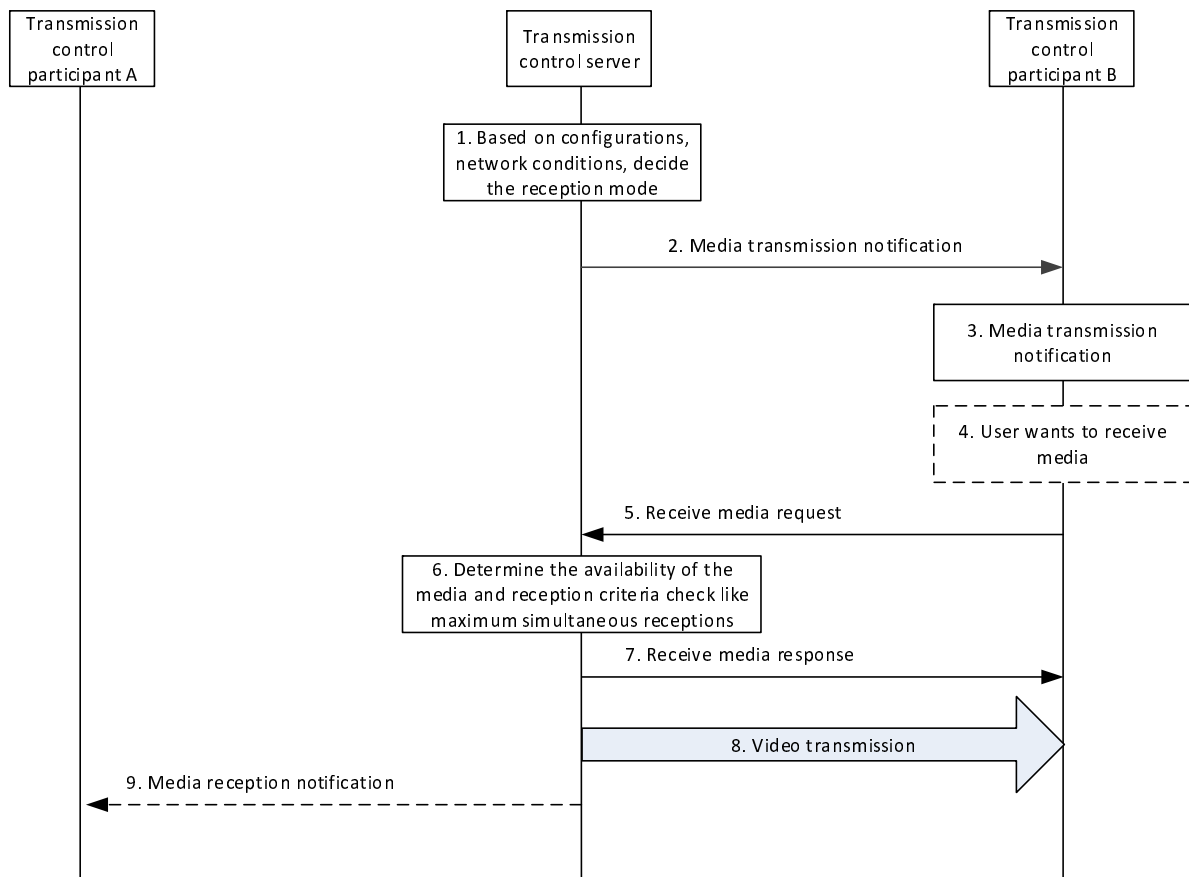 Transmission
control
participant A
Transmission
control server
Transmission
control
participant B
1. Based on configurations,
network conditions, decide
the reception mode
2. Media transmission notification
3. Media transmission
notification
4. User wants to receive
media
5. Receive media request
6. Determine the availability of the
media and reception criteria check like
maximum simultaneous receptions
7. Receive media response
8. Video transmission
9. Media reception notification